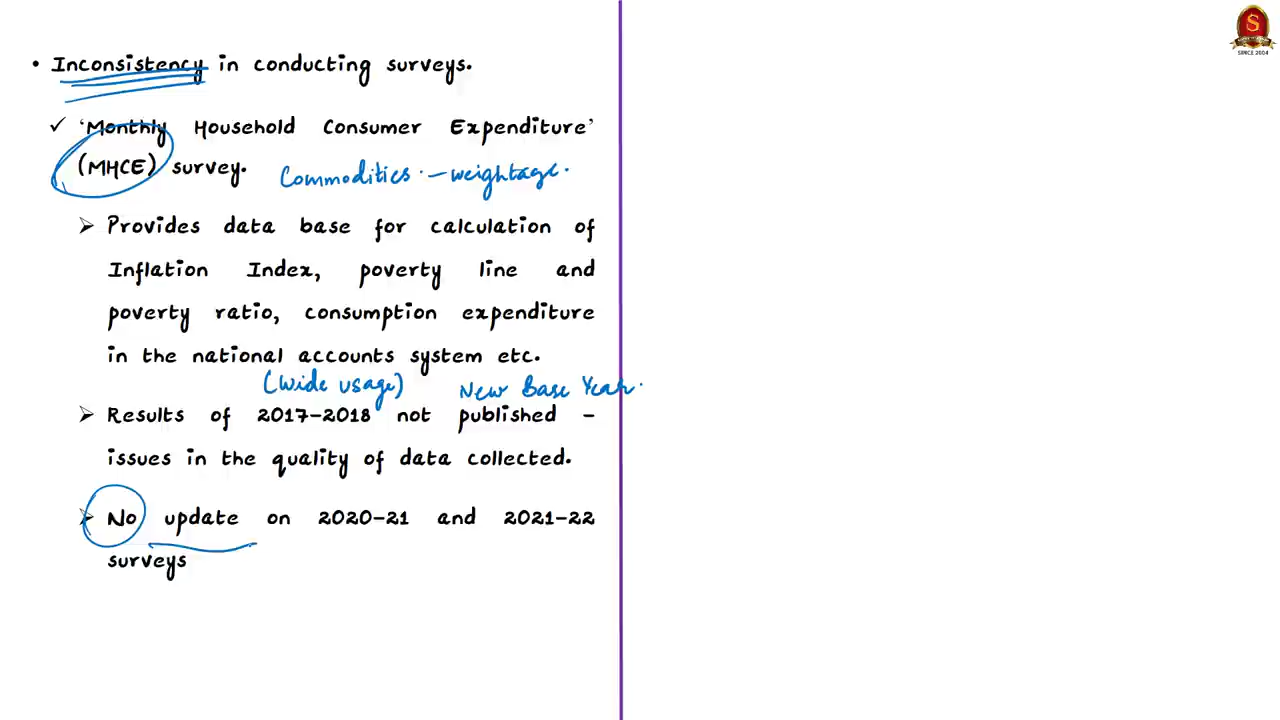 • Inconsistency in conducting surveys.
✓ 'Monthly Household Consumer Expenditure'
(MHCE) survey.
Commodities - weightage.
➢ Provides data base for calculation of
Inflation Index, poverty line and
poverty ratio, consumption expenditure
in the national accounts system etc.
(Wide usage)
New Base Year.
➢ Results of 2017-2018 not published –
issues in the quality of data collected.
➢ No update on 2020-21 and 2021-22
surveys
S
SINCE 2004